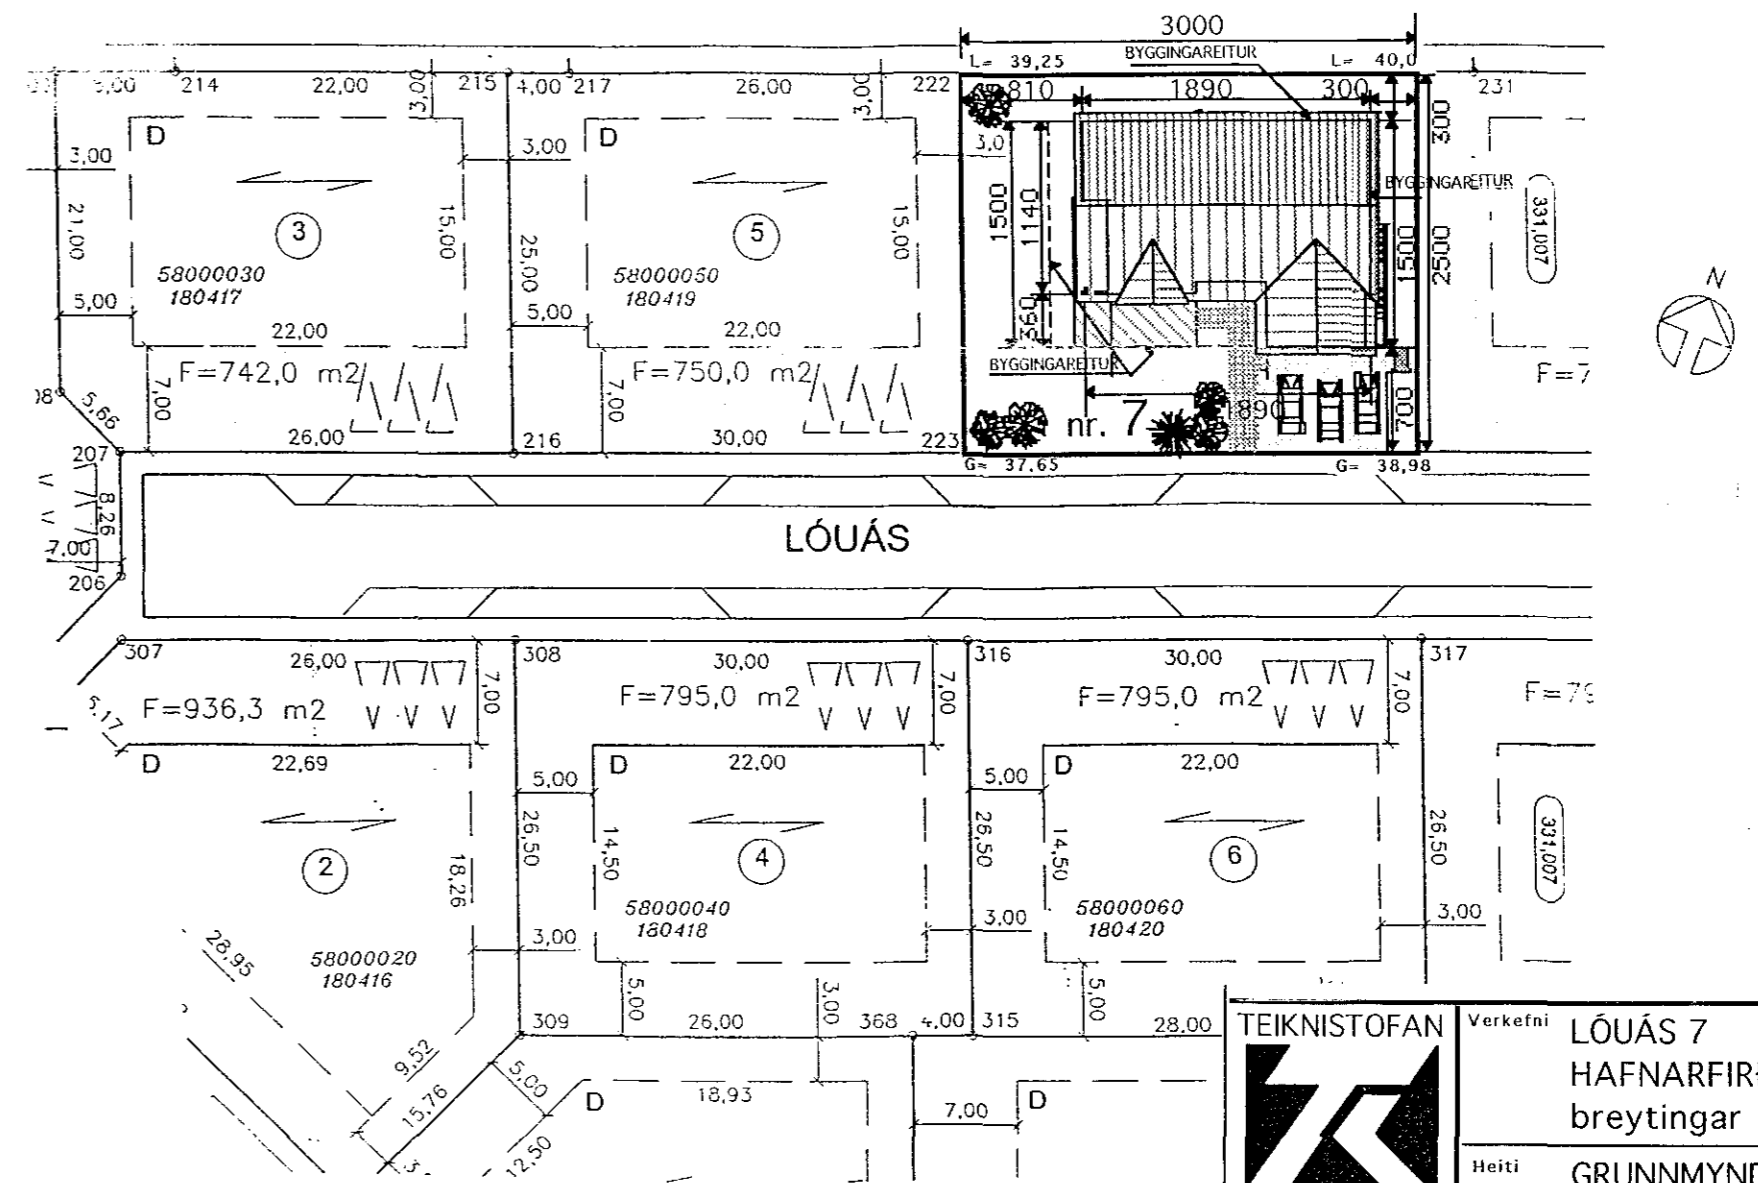 3000
BYGGINGAREITUR
L= 39,25 L= 40,0
214 22,00 3,00 215 4,00 217 26,00 3,00 222 810 1890 300 231
300
D D
3,00 3,00 3,0
BYGGINGAREITUR
21,00 15,00 25,00 15,00 1500 1140 1500 2500 331,007
3 5
58000030 58000050
180417 180419
N
5,00 5,00
360
22,00 22,00
BYGGINGAREITUR
7,00 F=742,0 m2 7,00 F=750,0 m2 F=7
5,66
700
1890
nr. 7
26,00 216 30,00 223
207
G= 37,65 G= 38,98
8,26
LÓUÁS
7,00
206
307 26,00 308 30,00 316 30,00 317
7,00 7,00 7,00
F=936,3 m2 F=795,0 m2 F=795,0 m2 F=79
5,17
D 22,69 D 22,00 D 22,00
5,00 5,00
26,50 14,50 26,50 14,50 26,50 331,007
2 4 6
18,26
58000040 58000060
180418 180420
3,00 3,00 3,00
28,95
58000020
180416
5,00 3,00 5,00
309 26,00 368 4,00 315 28,00
9,52
5,00
15,76
D 18,93 7,00 D
12,50
TEIKNISTOFAN
Verkefni LÓUÁS 7
HAFNARFIR
breytingar
Heiti GRUNNMYND